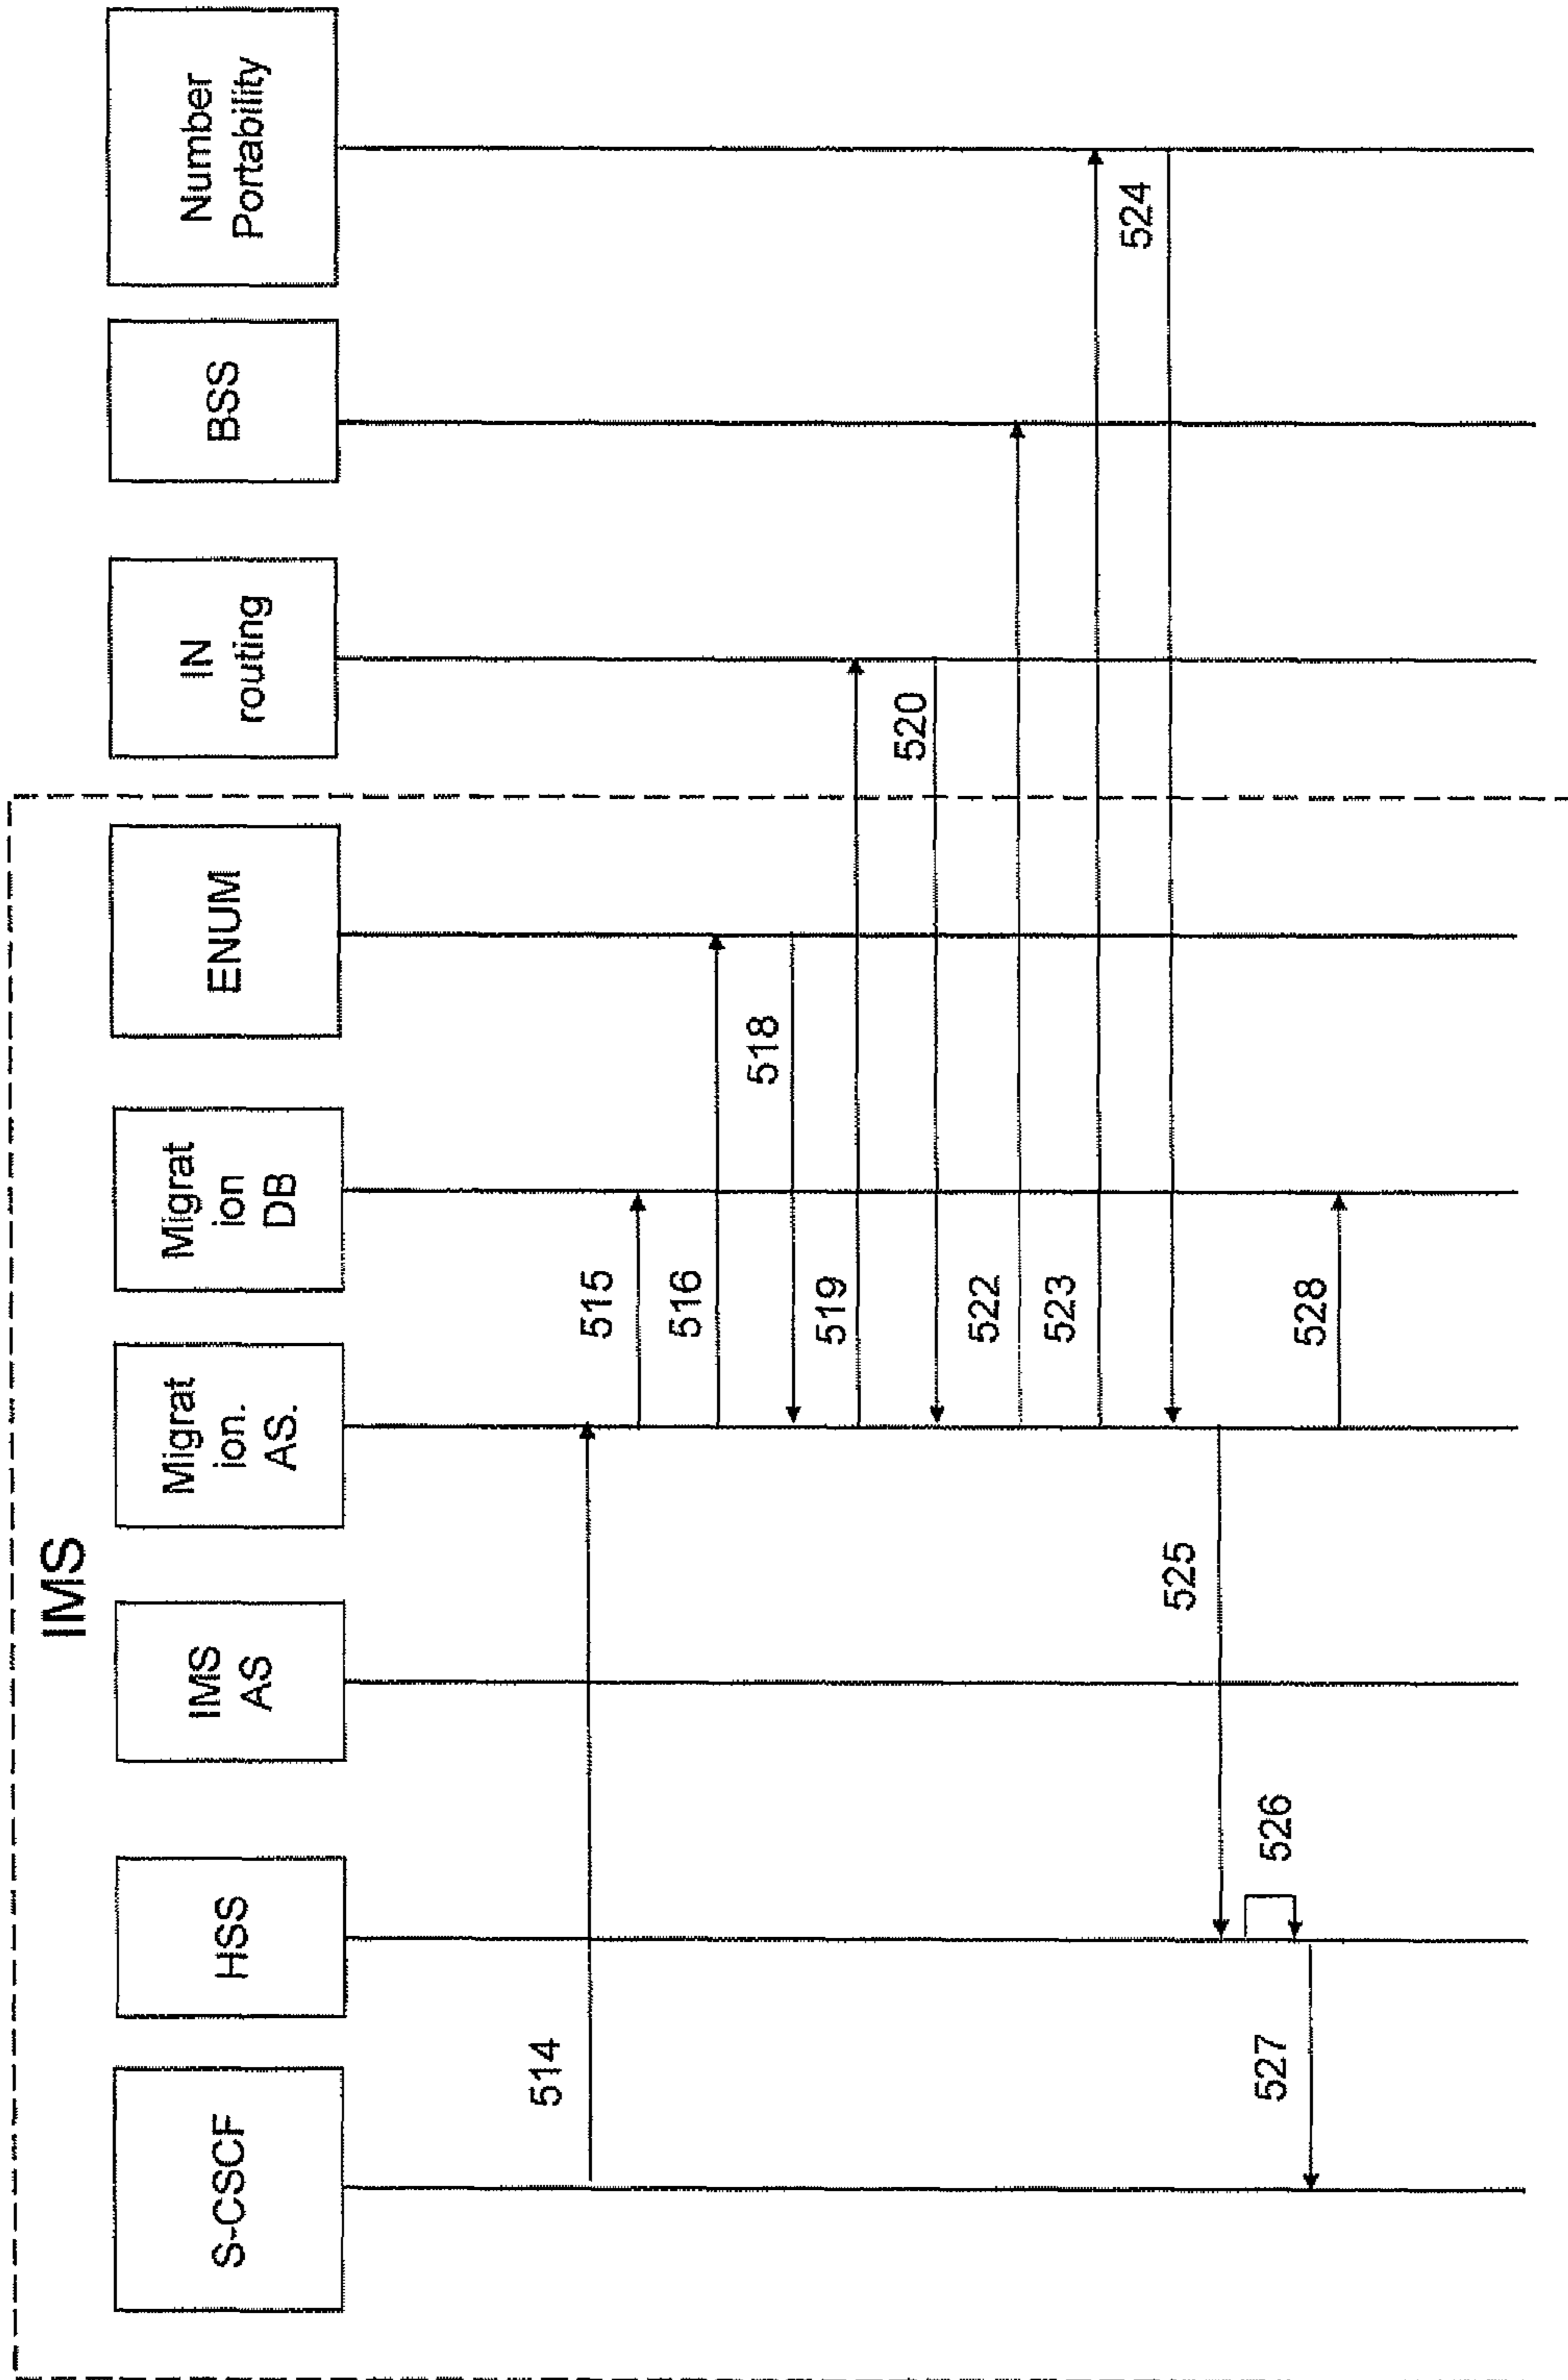 IMS
S-CSCF
HSS
IMS
AS
Migrat
ion.
AS.
Migrat
ion
DB
ENUM
IN
routing
BSS
Number
Portability
514
515
516
518
519
520
522
523
524
525
526
527
528